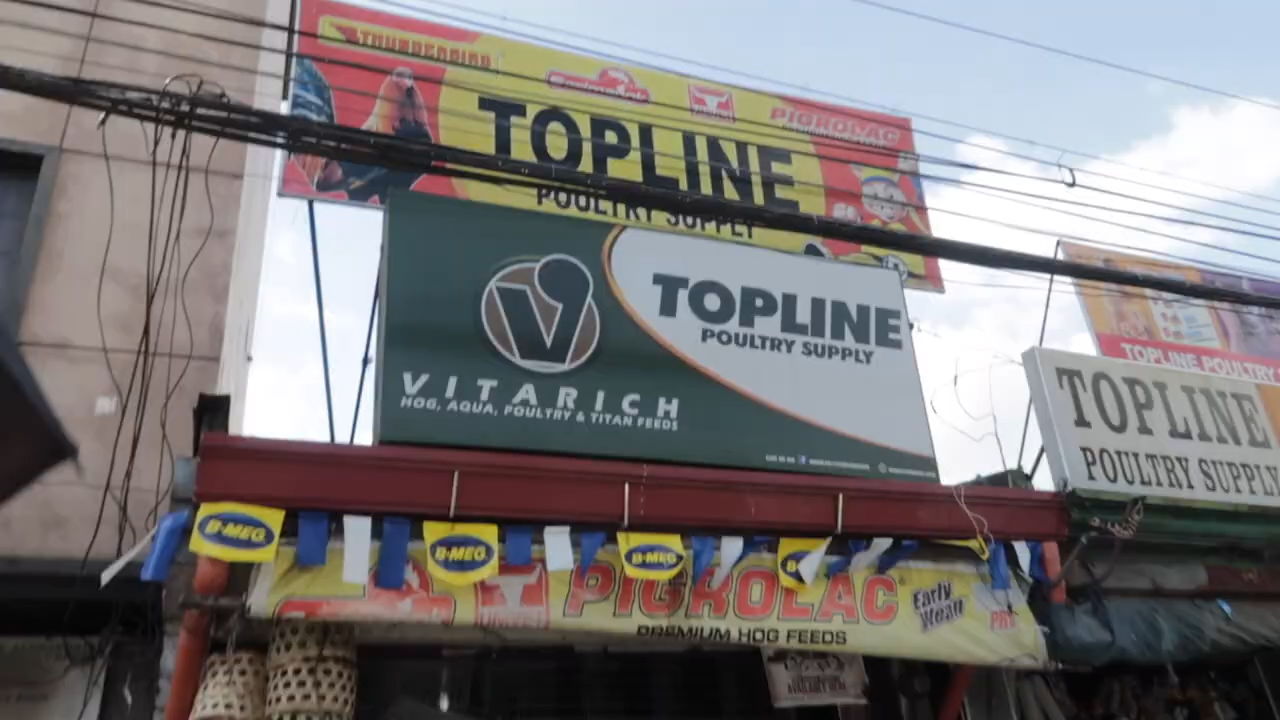 THUNDERBIRD
PIGROLAC
TOPLINE
POULTRY SUPPLY
TOPLINE
POULTRY SUPPLY
VITARICH
HOG, AQUA, POULTRY & TITAN FEEDS
TOPLINE POULTRY
TOPLINE
POULTRY SUPPLY
B-MEG
B-MEG
B-MEG
PIGROLAC
Early
Wean
PREMIUM HOG FEEDS